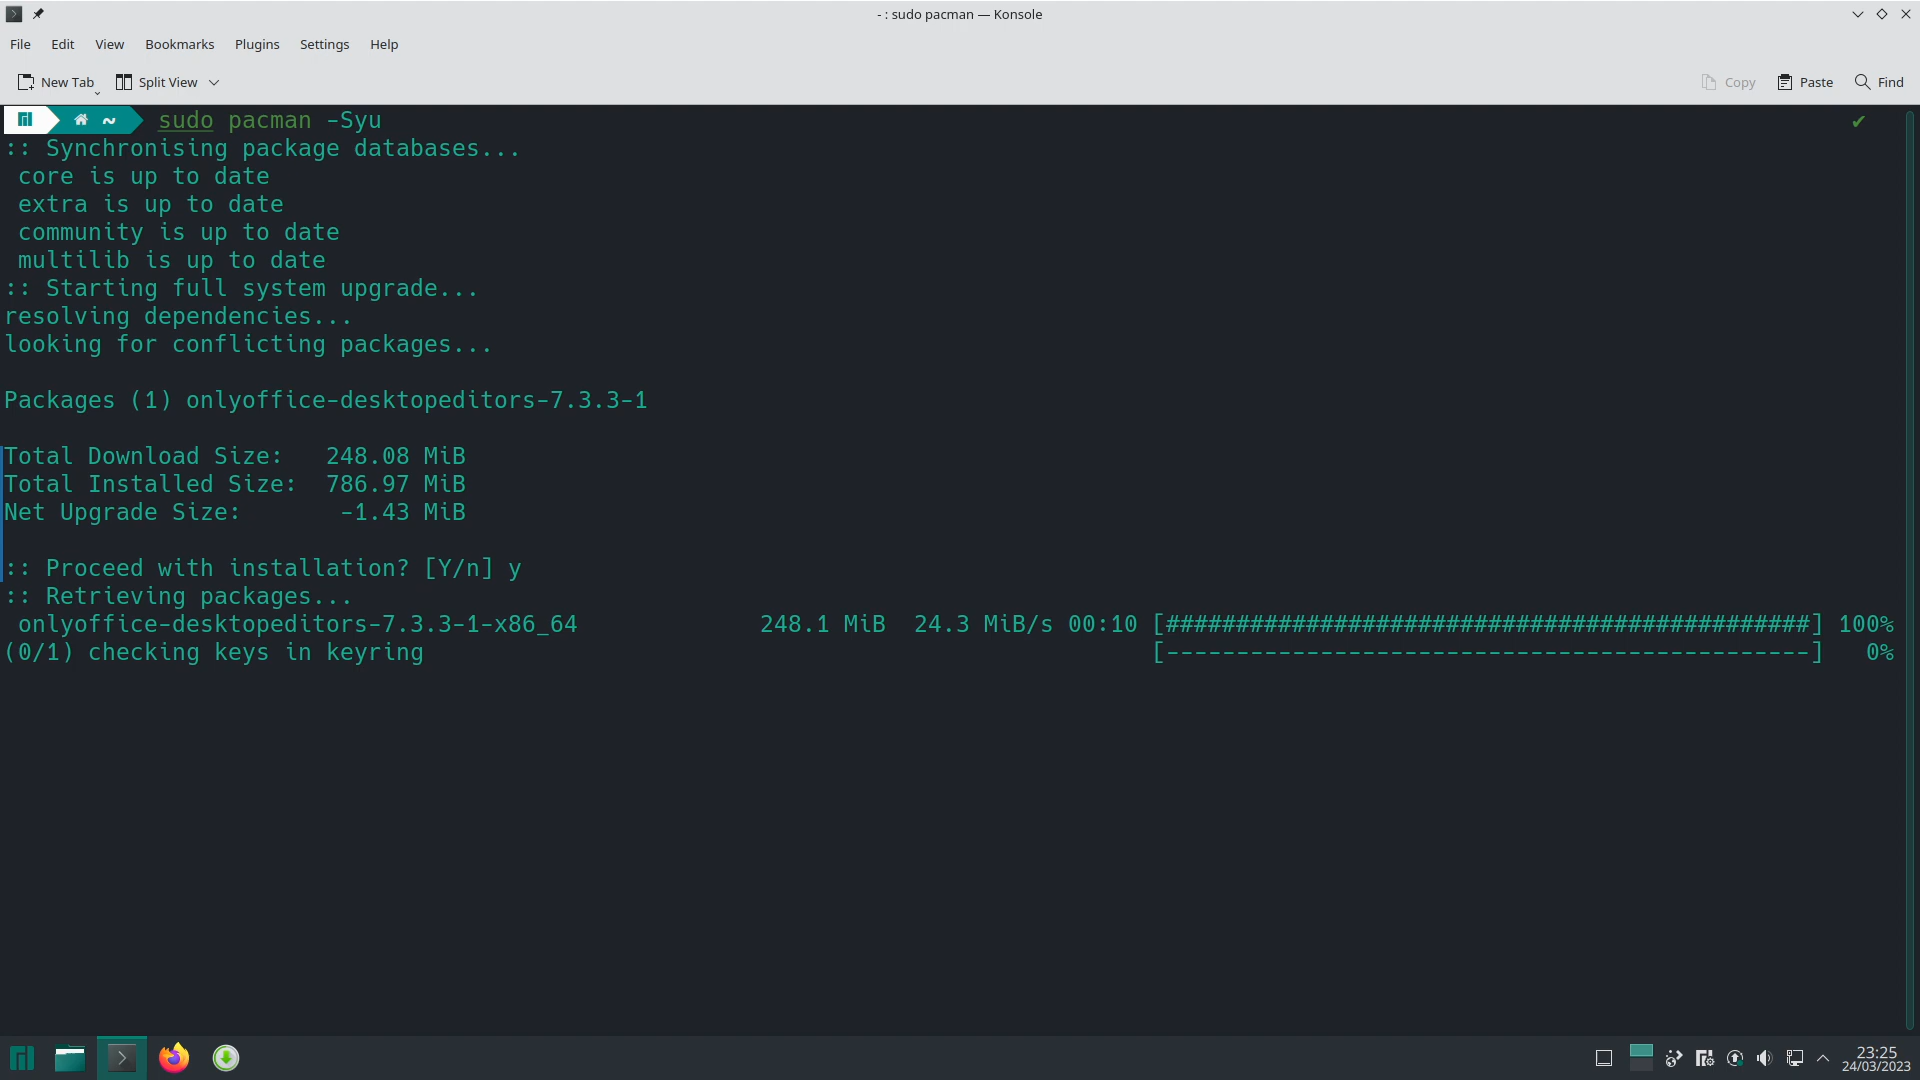 - : sudo pacman — Konsole
File Edit View Bookmarks Plugins Settings Help
New Tab Split View Copy Paste Find
~ sudo pacman -Syu ✔
:: Synchronising package databases...
core is up to date
extra is up to date
community is up to date
multilib is up to date
:: Starting full system upgrade...
resolving dependencies...
looking for conflicting packages...
Packages (1) onlyoffice-desktopeditors-7.3.3-1
Total Download Size: 248.08 MiB
Total Installed Size: 786.97 MiB
Net Upgrade Size: -1.43 MiB
:: Proceed with installation? [Y/n] y
:: Retrieving packages...
onlyoffice-desktopeditors-7.3.3-1-x86_64 248.1 MiB 24.3 MiB/s 00:10 [##############################################] 100%
(0/1) checking keys in keyring [----------------------------------------------] 0%
23:25
24/03/2023